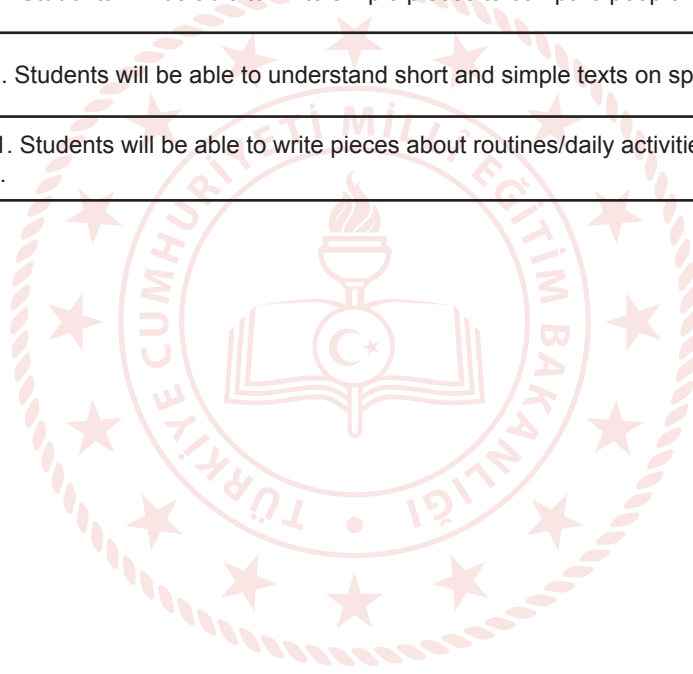 . Students will be able to understand short and simple texts on sp
1. Students will be able to write pieces about routines/daily activitie
.
TÜRKİYE CUMHURİYETİ MİLLÎ EĞİTİM BAKANLIĞI